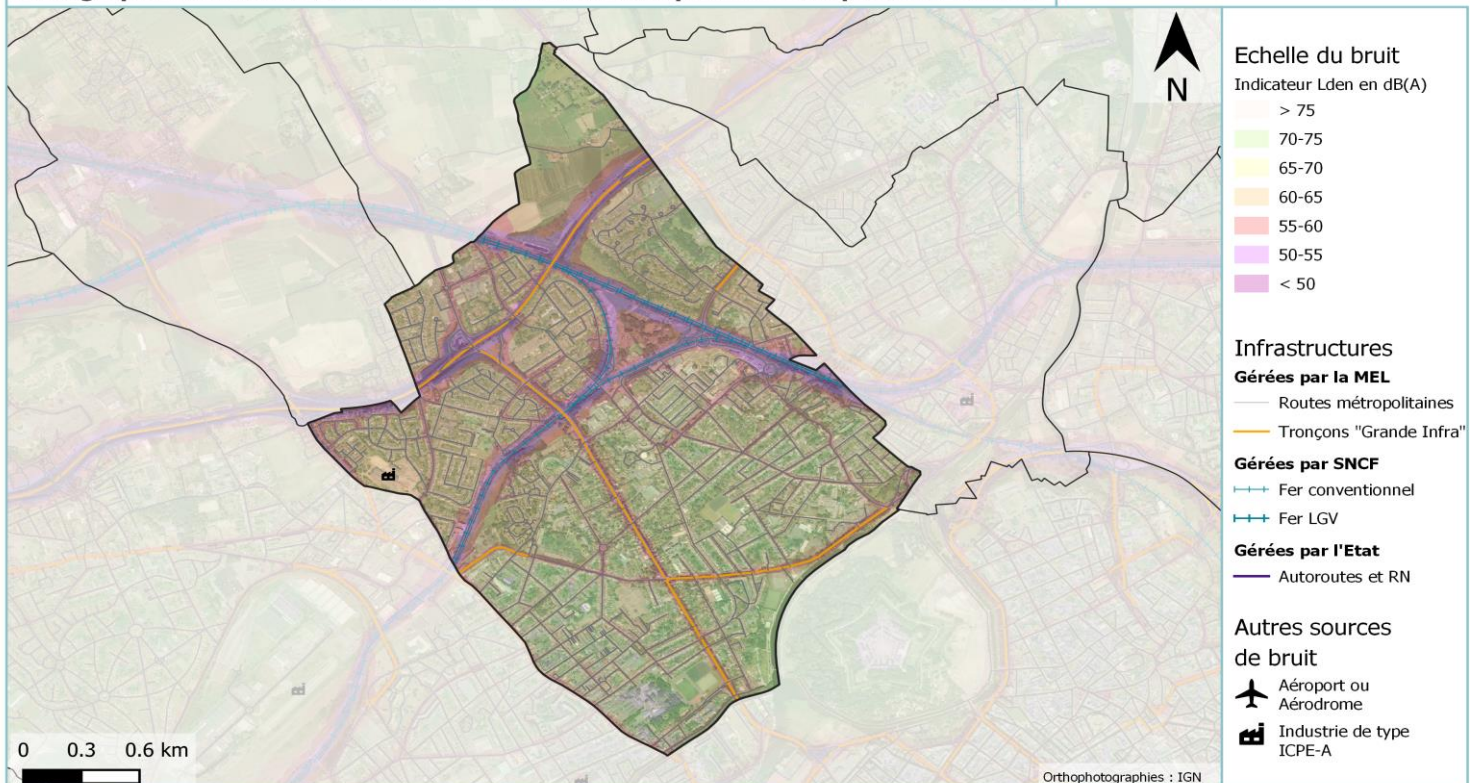 N
Echelle du bruit
Indicateur Lden en dB(A)
> 75
70-75
65-70
60-65
55-60
50-55
< 50
Infrastructures
Gérées par la MEL
Routes métropolitaines
Tronçons "Grande Infra"
Gérées par SNCF
Fer conventionnel
Fer LGV
Gérées par l'Etat
Autoroutes et RN
Autres sources
de bruit
Aéroport ou
Aérodrome
Industrie de type
ICPE-A
0 0.3 0.6 km
Orthophotographies : IGN